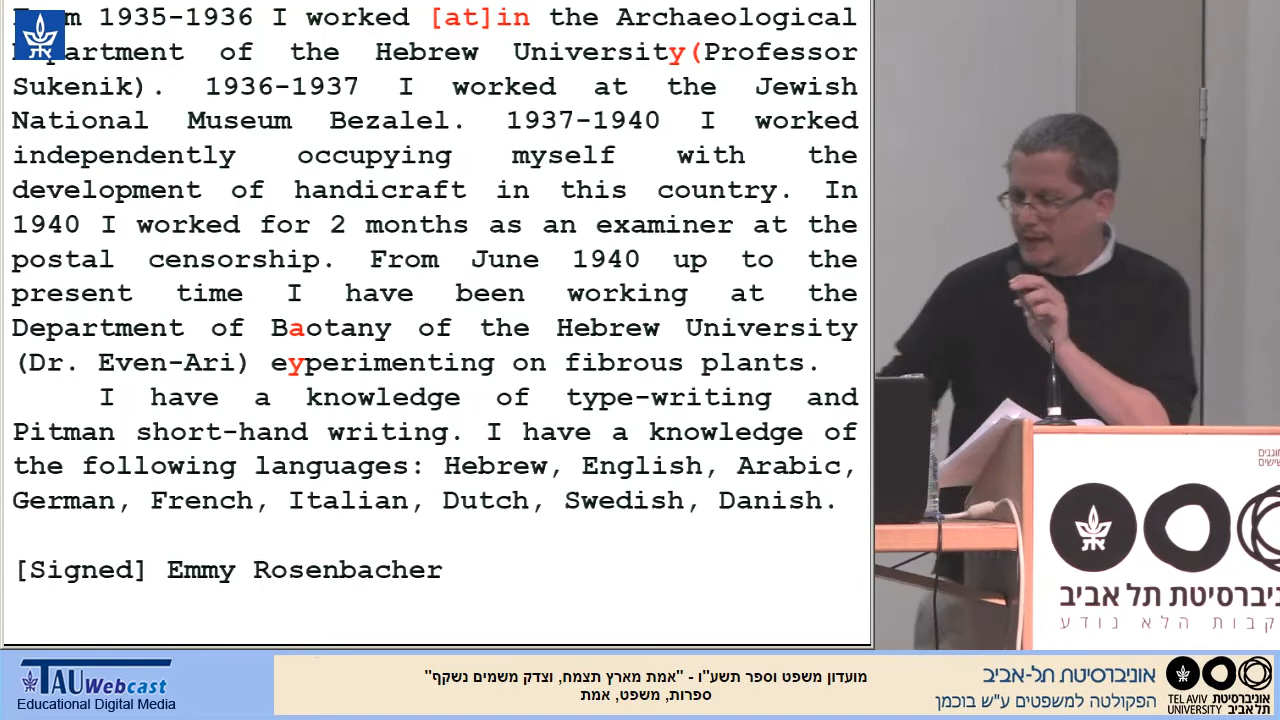 From 1935-1936 I worked [at]in the Archaeological
Department of the Hebrew Universityy(Professor
Sukenik). 1936-1937 I worked at the Jewish
National Museum Bezalel. 1937-1940 I worked
independently occupying myself with the
development of handicraft in this country. In
1940 I worked for 2 months as an examiner at the
postal censorship. From June 1940 up to the
present time I have been working at the
Department of Baotany of the Hebrew University
(Dr. Even-Ari) eyperimenting on fibrous plants.
I have a knowledge of type-writing and
Pitman short-hand writing. I have a knowledge of
the following languages: Hebrew, English, Arabic,
German, French, Italian, Dutch, Swedish, Danish.
[Signed] Emmy Rosenbacher
חוגגים
שישים
אוניברסיטת תל אביב
TAU Webcast
Educational Digital Media
מועדון משפט וספר תשע"ו - "אמת מארץ תצמח, וצדק משמים נשקף"
ספרות, משפט, אמת
אוניברסיטת תל-אביב
הפקולטה למשפטים ע"ש בוכמן
TEL AVIV אוניברסיטת
UNIVERSITY תל אביב